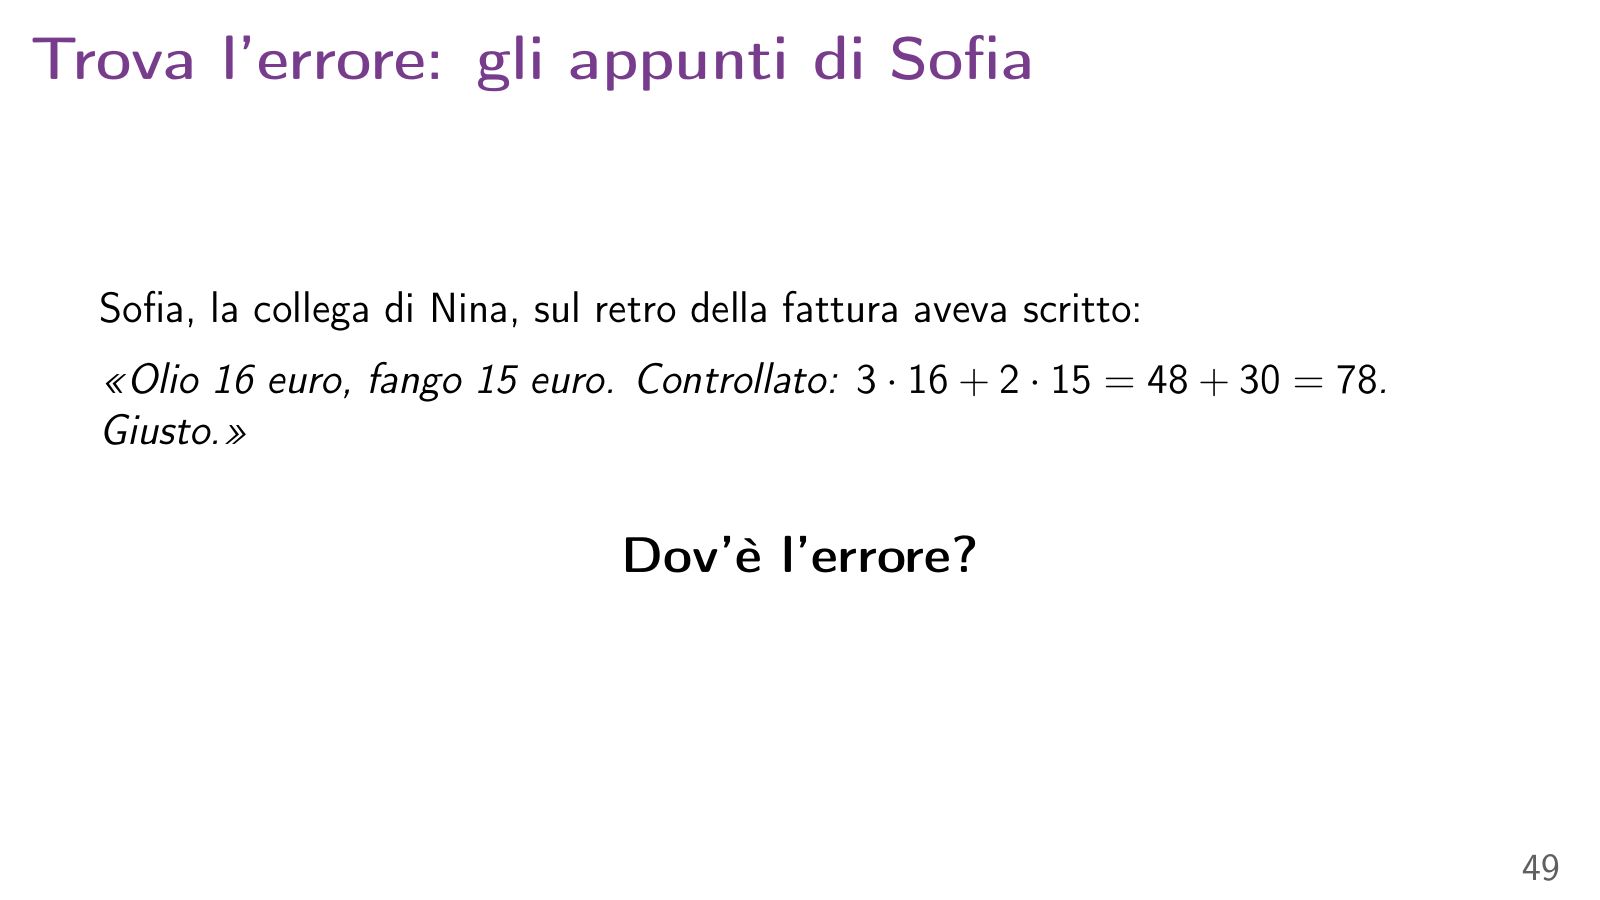 Trova l'errore: gli appunti di Sofia
Sofia, la collega di Nina, sul retro della fattura aveva scritto:
«Olio 16 euro, fango 15 euro. Controllato: 3 · 16 + 2 · 15 = 48 + 30 = 78.
Giusto.»
Dov'è l'errore?
49